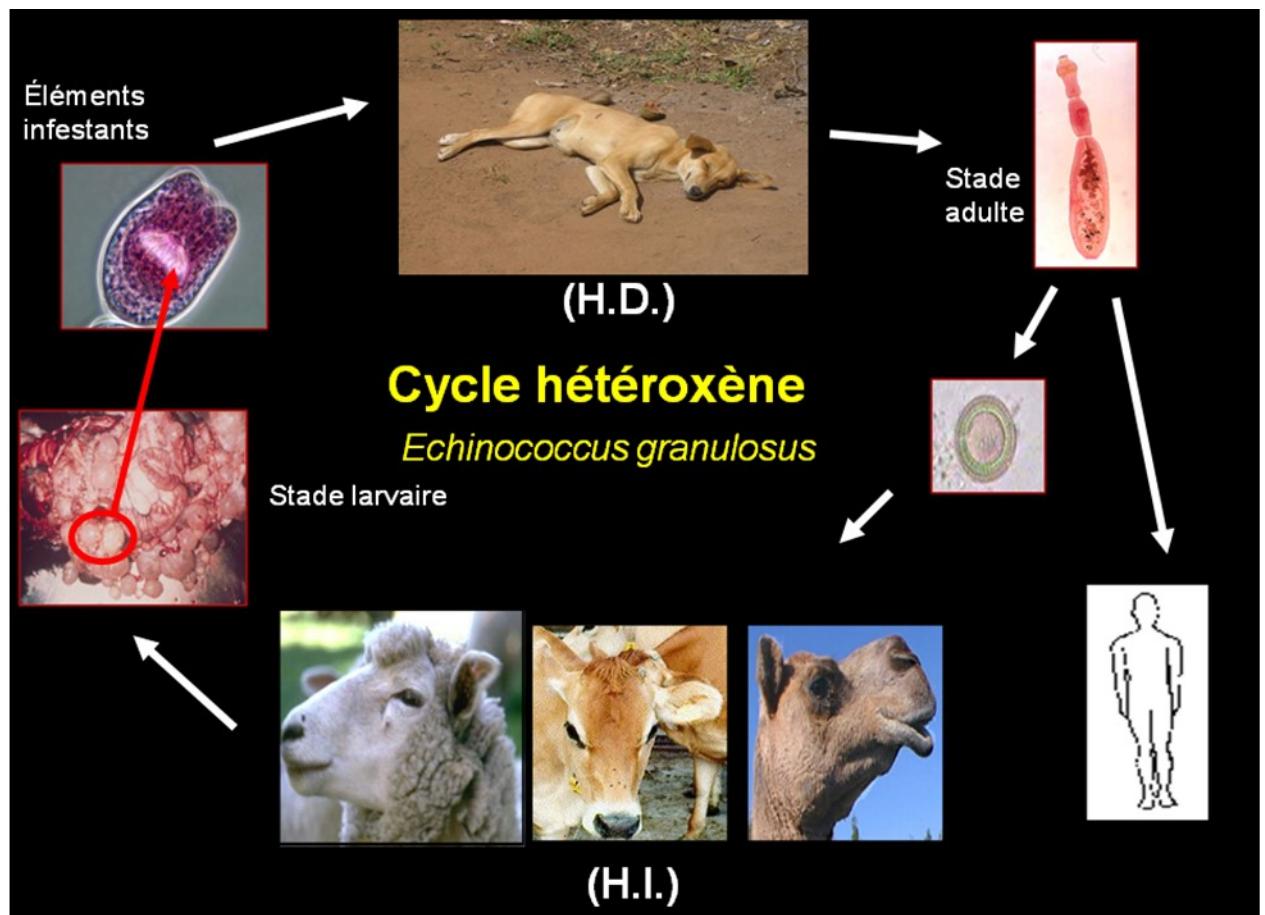 Éléments
infestants
Stade
adulte
(H.D.)
Cycle hétéroxène
Echinococcus granulosus
Stade larvaire
(H.I.)